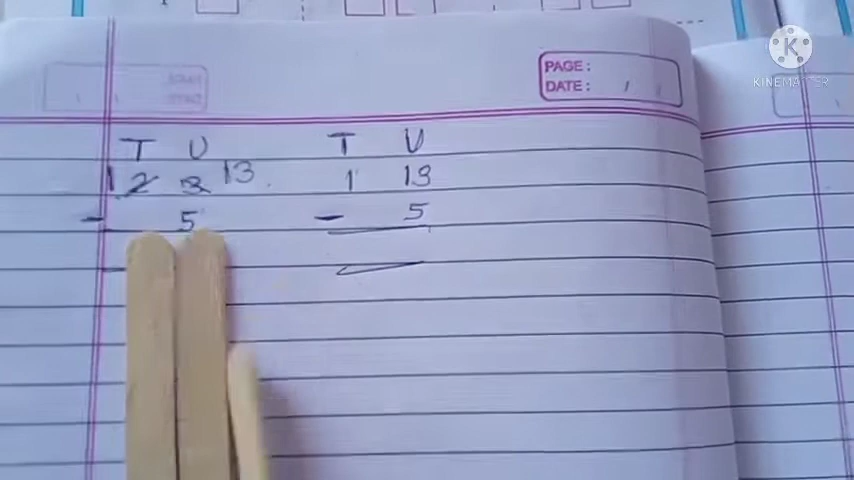 KINEMASTER
PAGE:
DATE: / /
T U T U
1 2 3 13 1 13
- 5 - 5